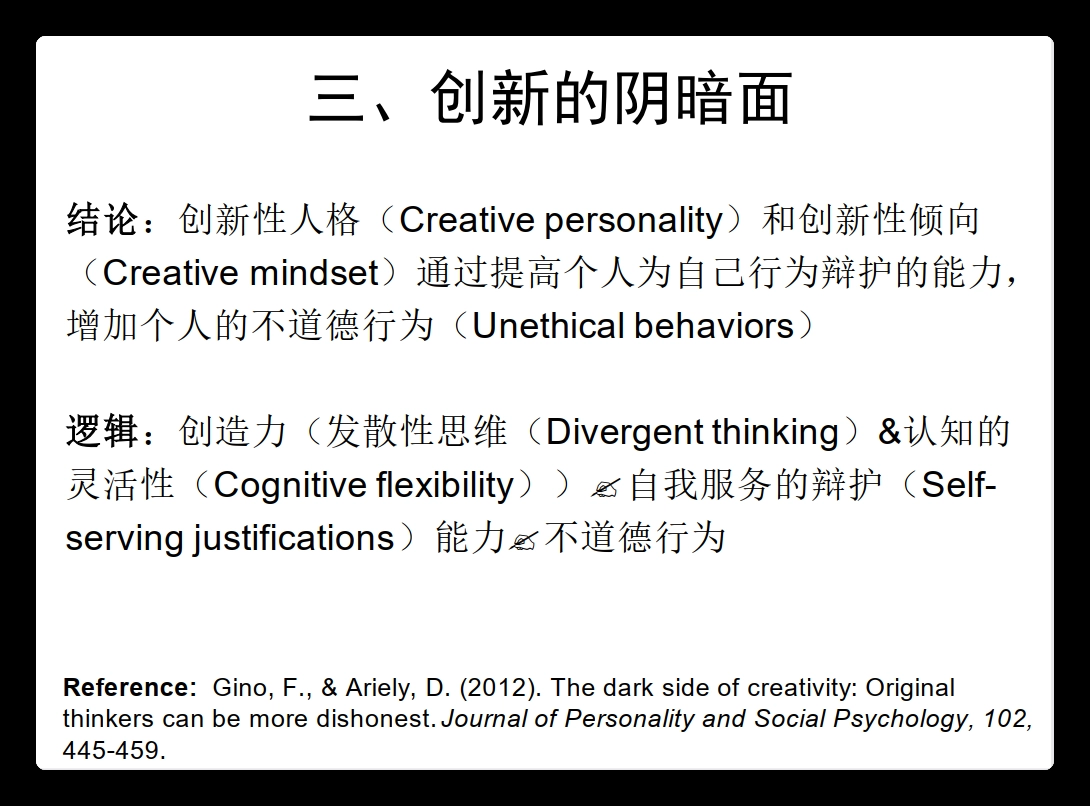 三、创新的阴暗面
结论：创新性人格（Creative personality）和创新性倾向
（Creative mindset）通过提高个人为自己行为辩护的能力，
增加个人的不道德行为（Unethical behaviors）
逻辑：创造力（发散性思维（Divergent thinking）&认知的
灵活性（Cognitive flexibility））✍自我服务的辩护（Self-
serving justifications）能力✍不道德行为
Reference: Gino, F., & Ariely, D. (2012). The dark side of creativity: Original
thinkers can be more dishonest. Journal of Personality and Social Psychology, 102,
445-459.